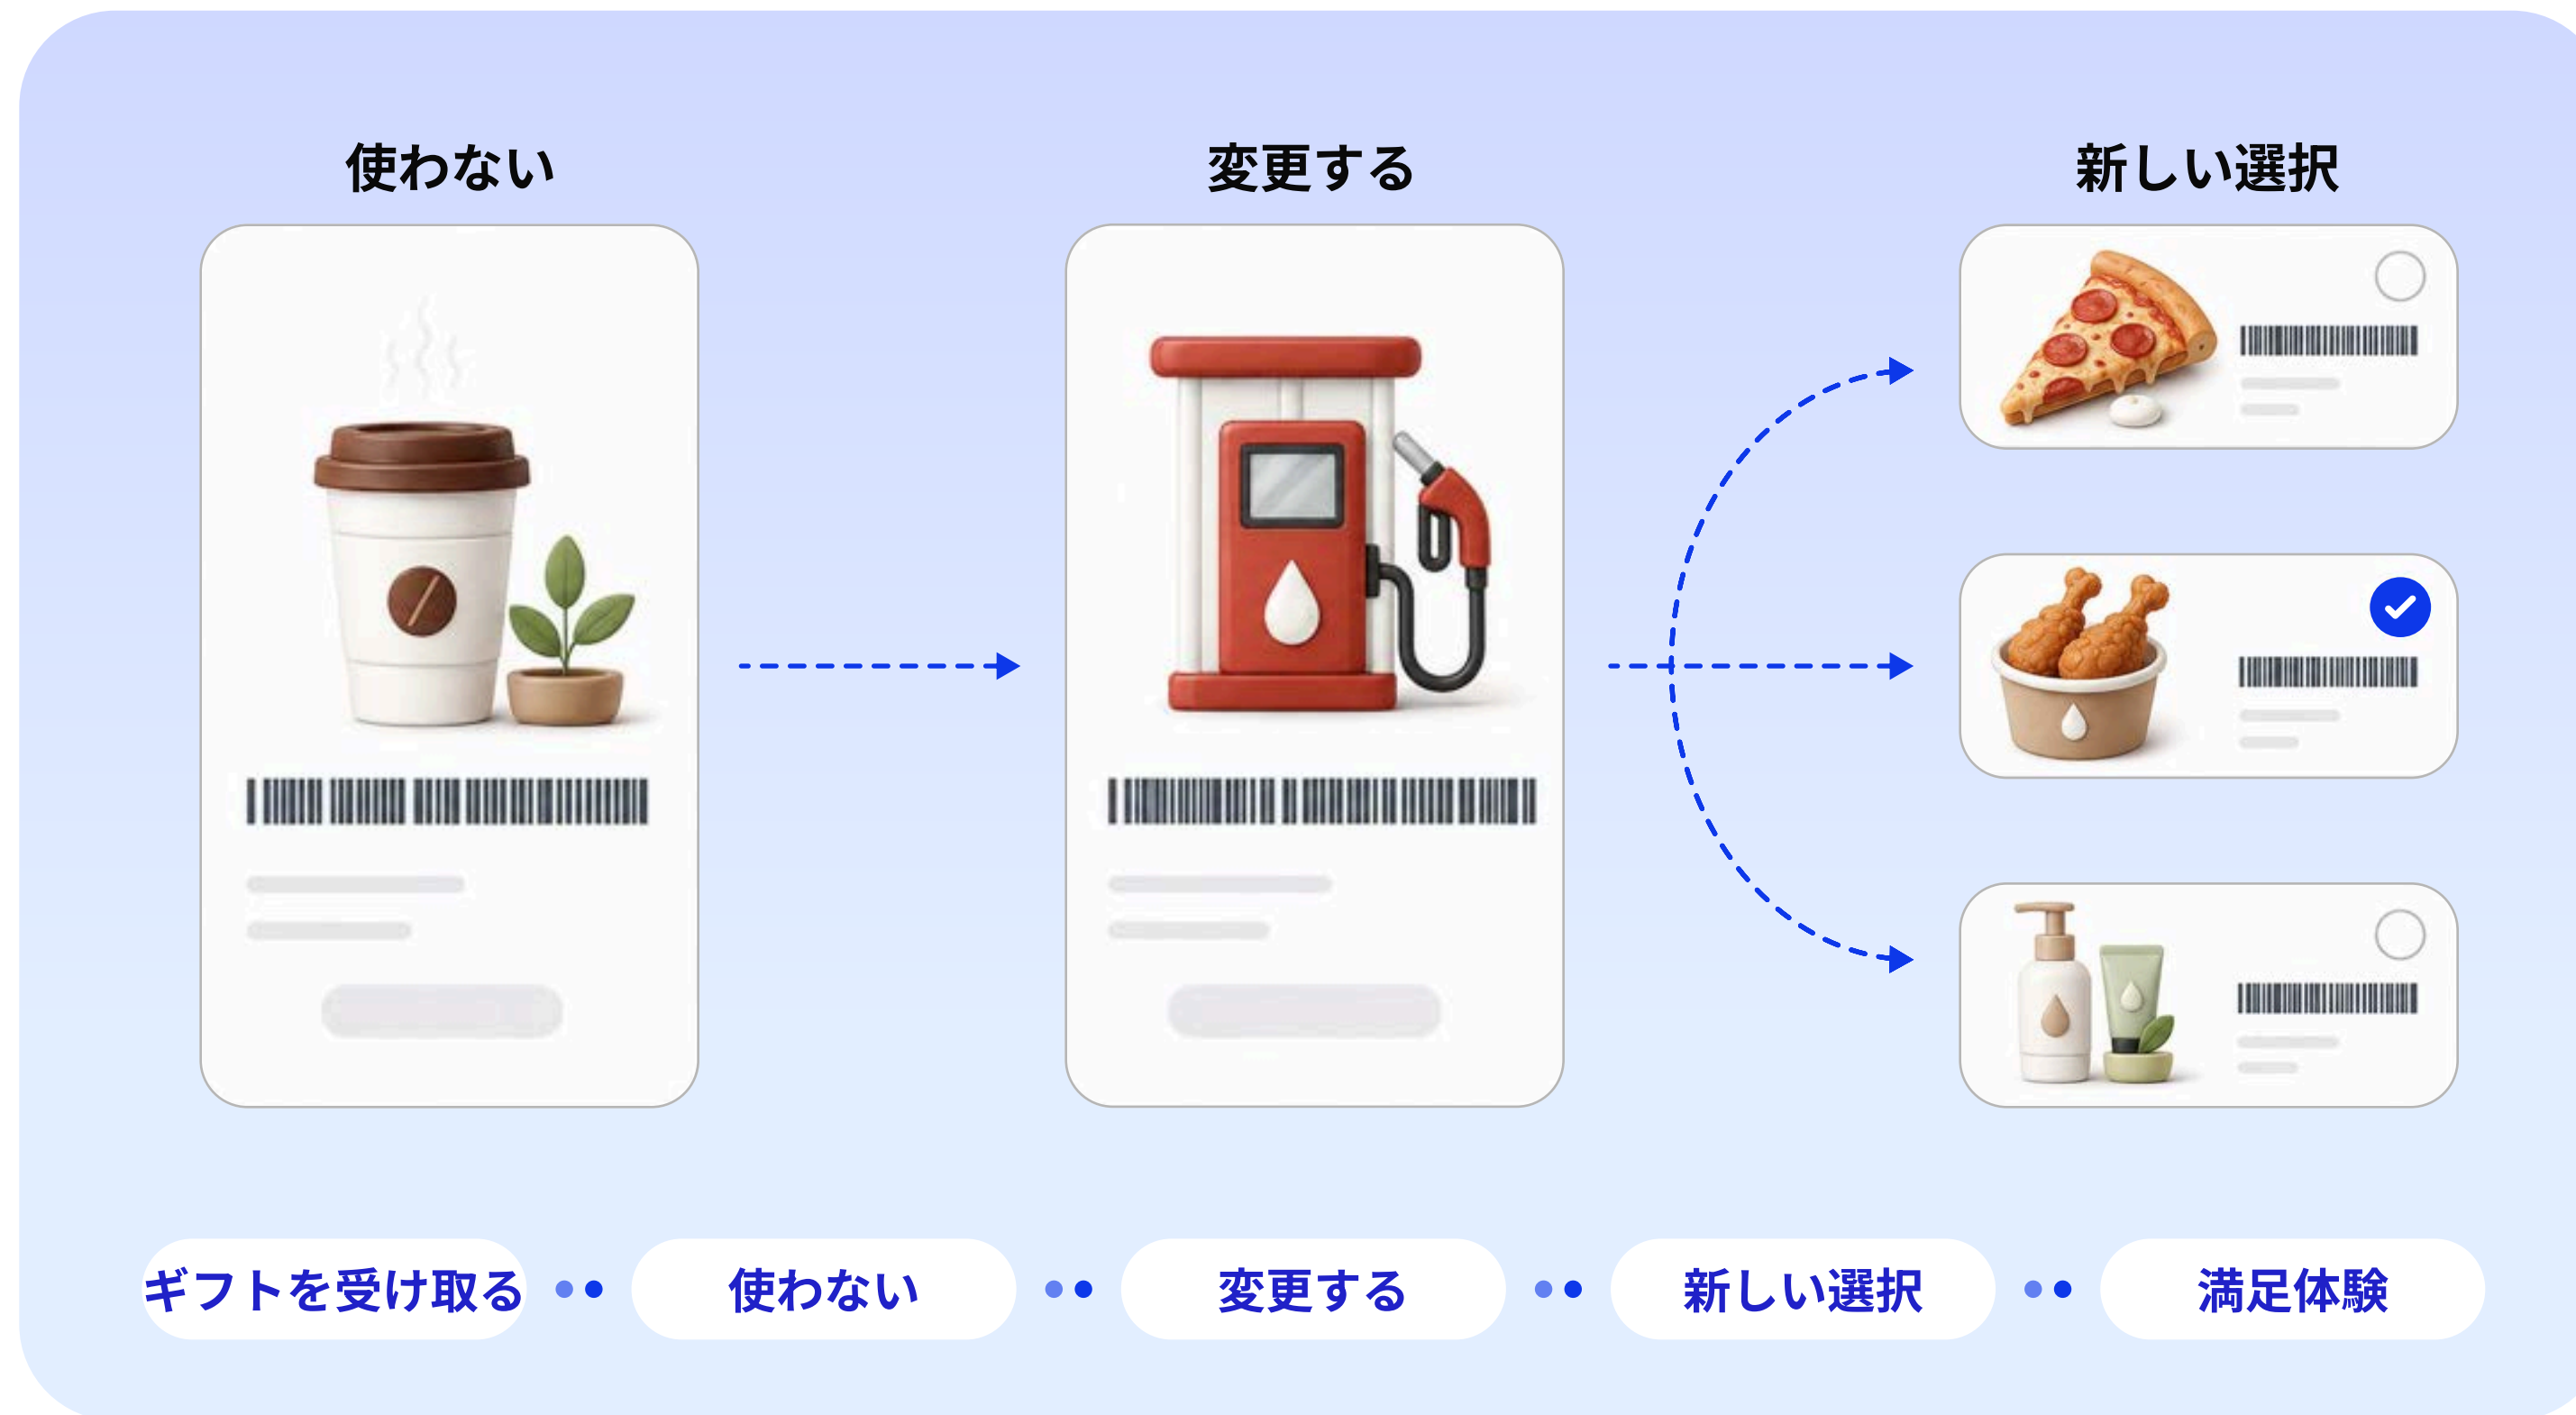 使わない
変更する
新しい選択
ギフトを受け取る
使わない
変更する
新しい選択
満足体験